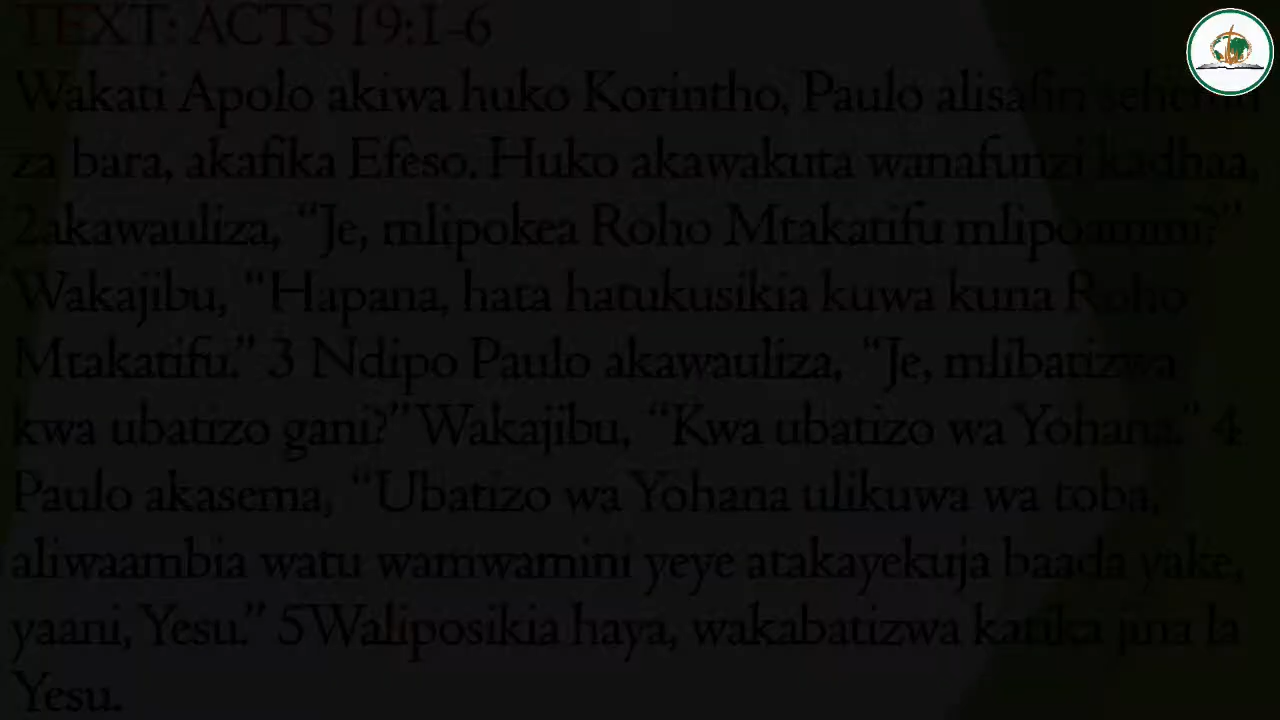 TEXT: ACTS 19:1-6
Wakati Apolo akiwa huko Korintho, Paulo alisafiri sehemu
za bara, akafika Efeso. Huko akawakuta wanafunzi kadhaa,
2akawauliza, “Je, mlipokea Roho Mtakatifu mlipoamini?”
Wakajibu, “Hapana, hata hatukusikia kuwa kuna Roho
Mtakatifu.” 3 Ndipo Paulo akawauliza, “Je, mlibatizwa
kwa ubatizo gani?” Wakajibu, “Kwa ubatizo wa Yohana.” 4
Paulo akasema, “Ubatizo wa Yohana ulikuwa wa toba,
aliwaambia watu wamwamini yeye atakayekuja baada yake,
yaani, Yesu.” 5Waliposikia haya, wakabatizwa katika jina la
Yesu.